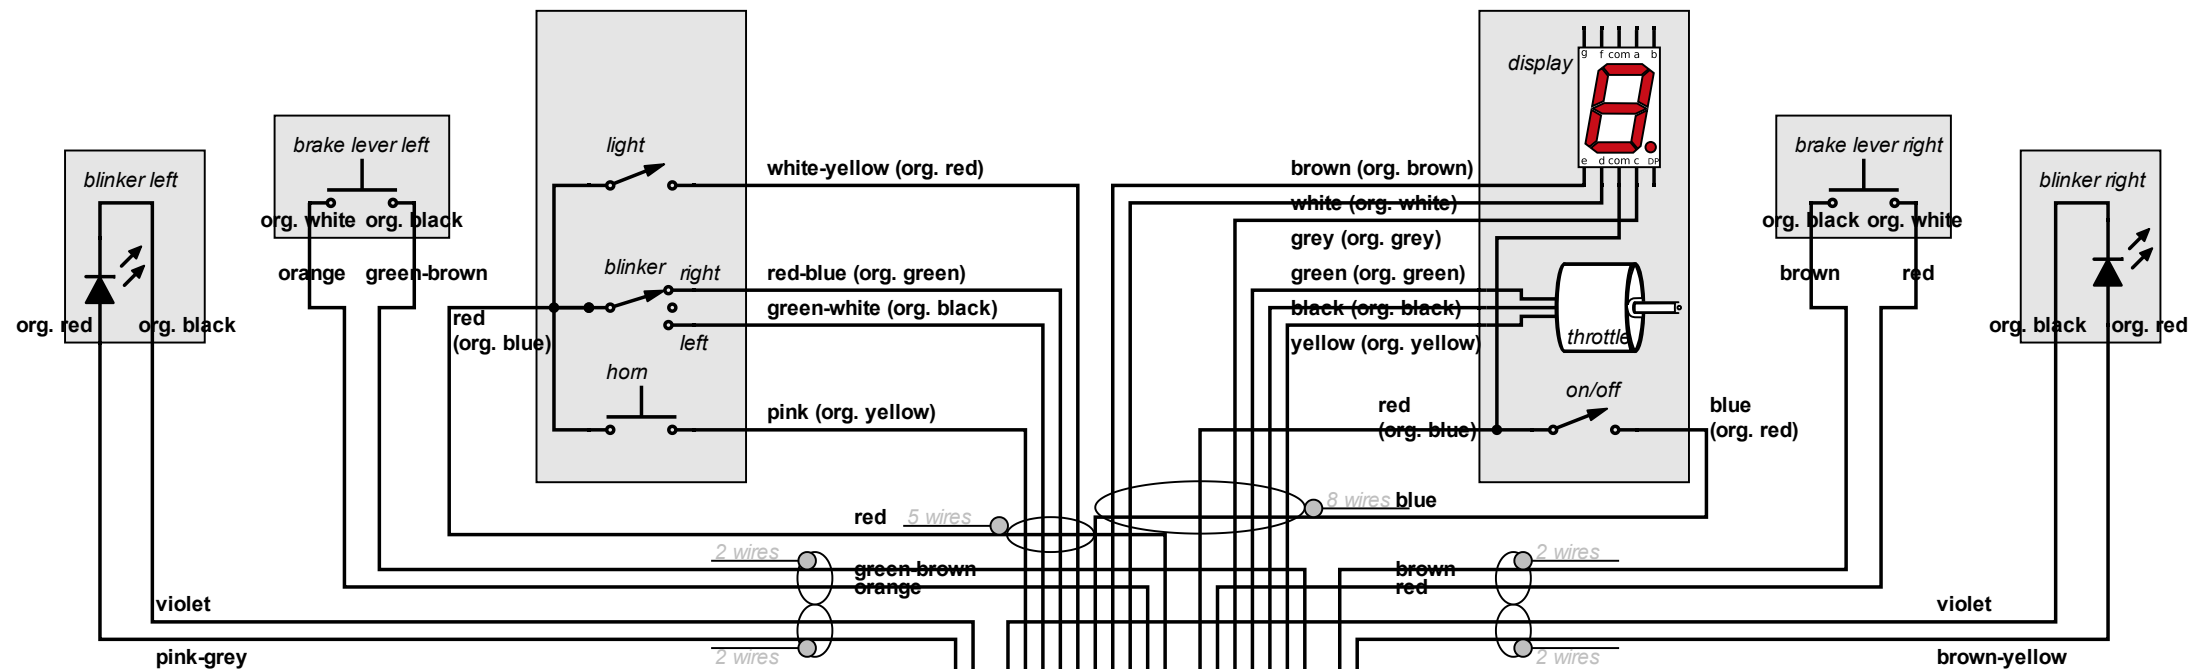 g f com a b
display
e d com c DP
light
brake lever left
brake lever right
blinker left
blinker right
white-yellow (org. red)
brown (org. brown)
white (org. white)
org. white org. black
org. black org. white
grey (org. grey)
orange green-brown
blinker right
red-blue (org. green)
green (org. green)
brown red
green-white (org. black)
black (org. black)
org. red org. black
red
(org. blue)
left
yellow (org. yellow)
throttle
org. black org. red
horn
on/off
pink (org. yellow)
red
(org. blue)
blue
(org. red)
8 wires blue
red 5 wires
2 wires
2 wires
green-brown
brown
orange
red
violet
violet
pink-grey
2 wires
2 wires
brown-yellow